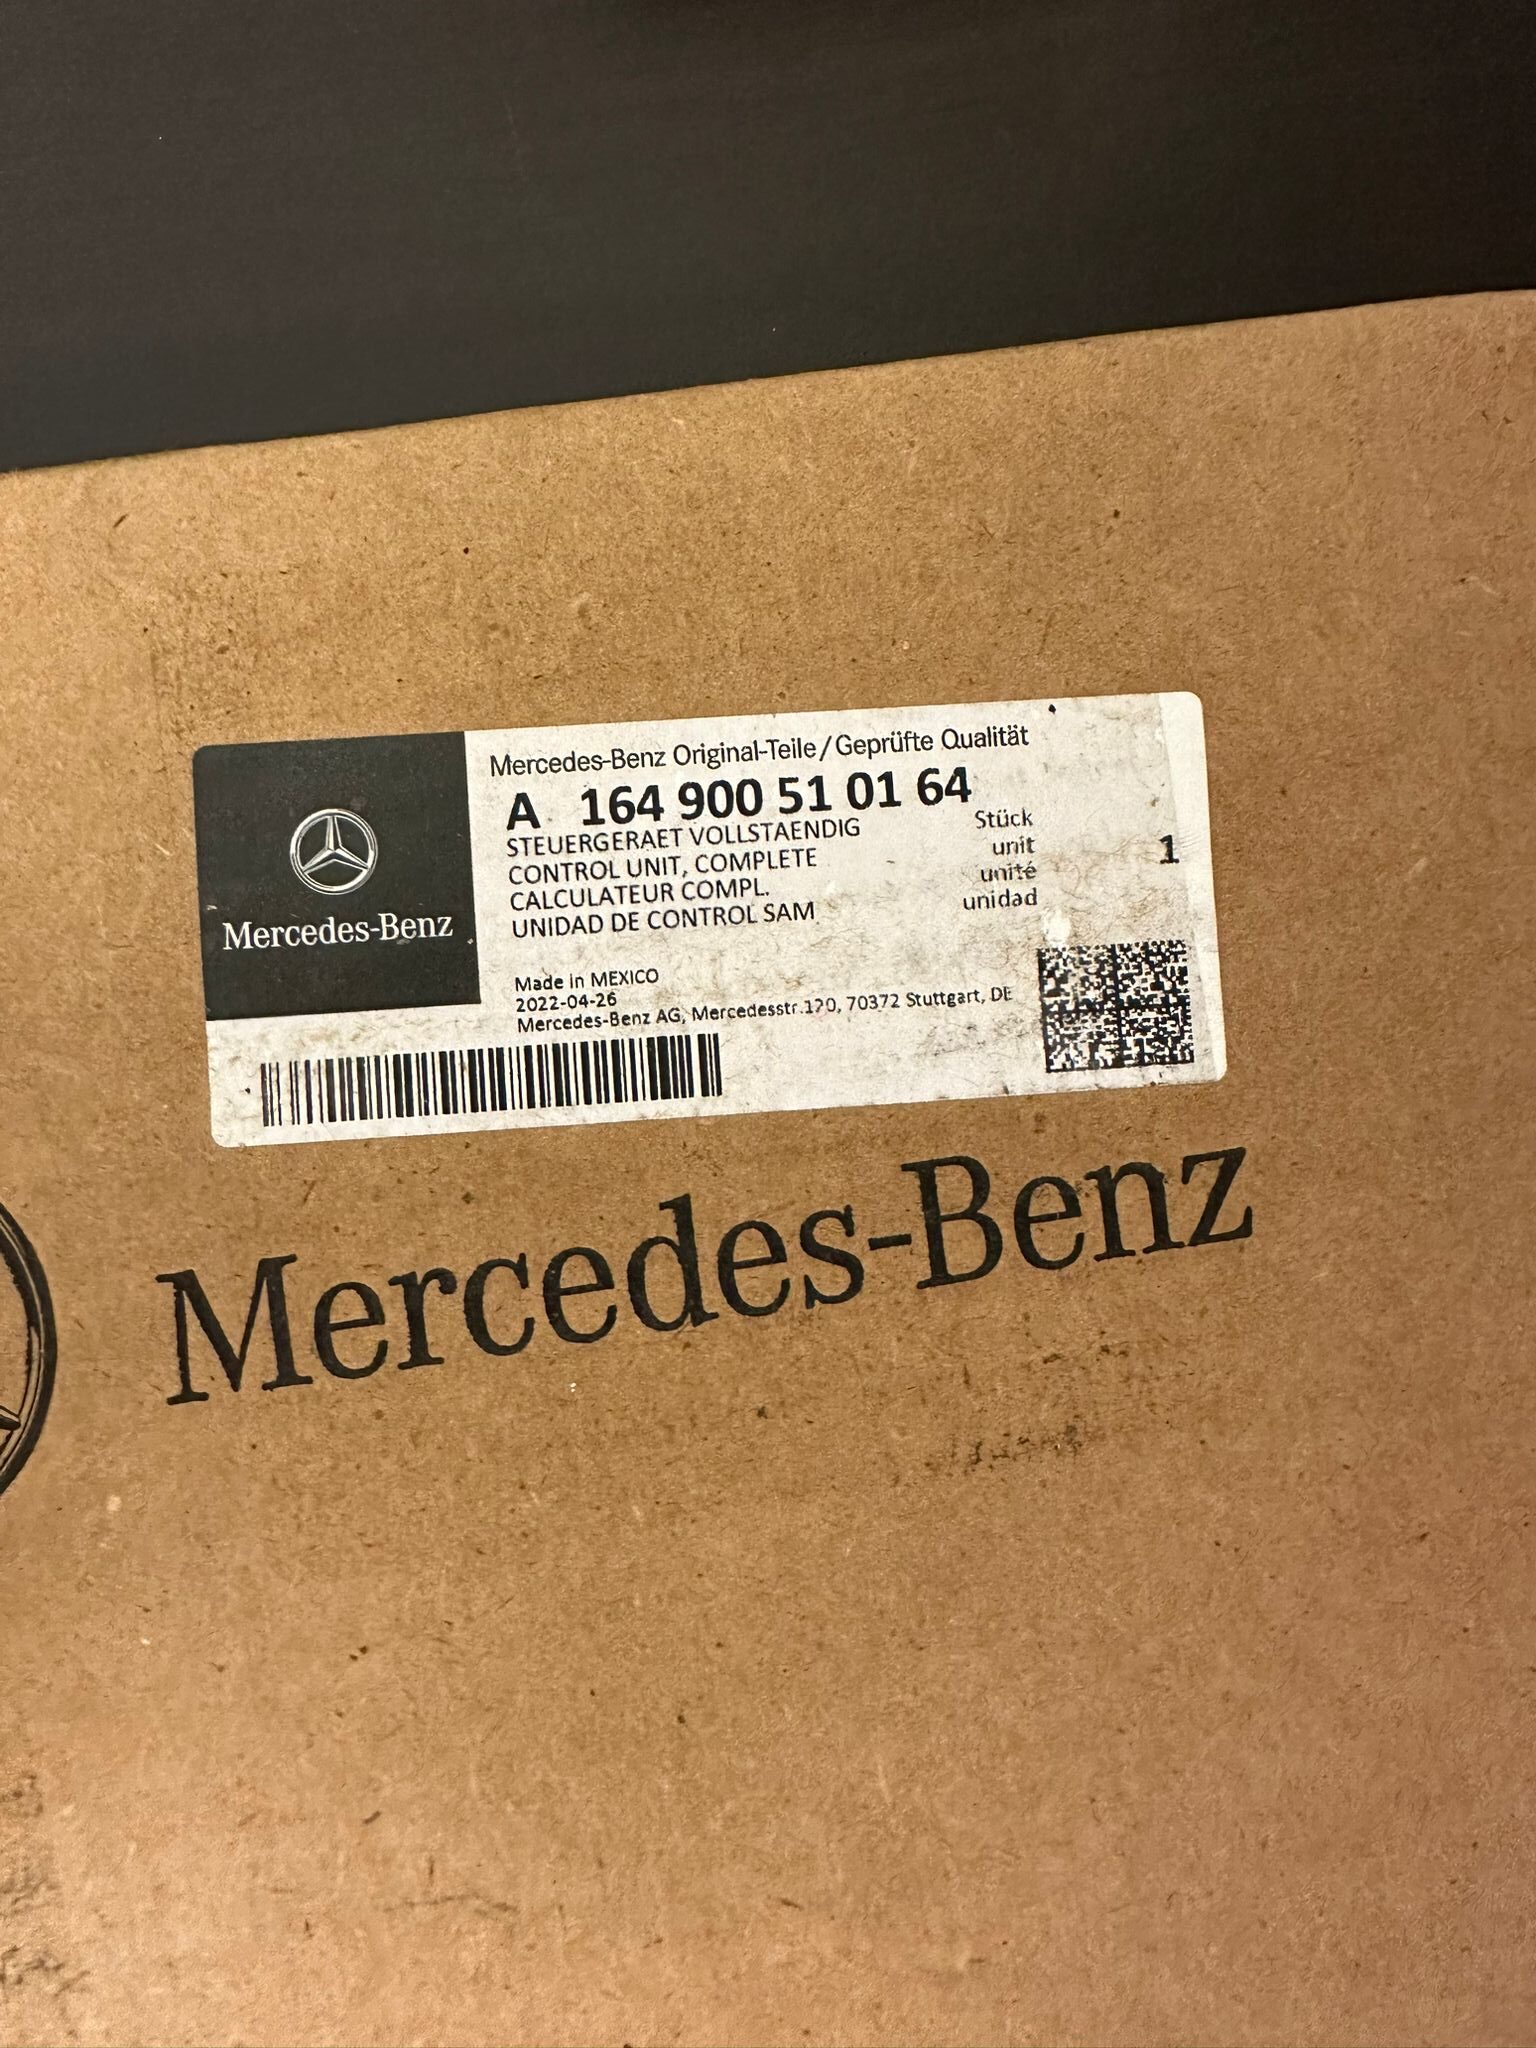 Mercedes-Benz
Mercedes-Benz Original-Teile/Geprüfte Qualität
A 164 900 51 01 64
STEUERGERAET VOLLSTAENDIG
CONTROL UNIT, COMPLETE
CALCULATEUR COMPL.
UNIDAD DE CONTROL SAM
Stück
unit
unité
unidad
1
Made in MEXICO
2022-04-26
Mercedes-Benz AG, Mercedesstr.120, 70372 Stuttgart, DE
Mercedes-Benz